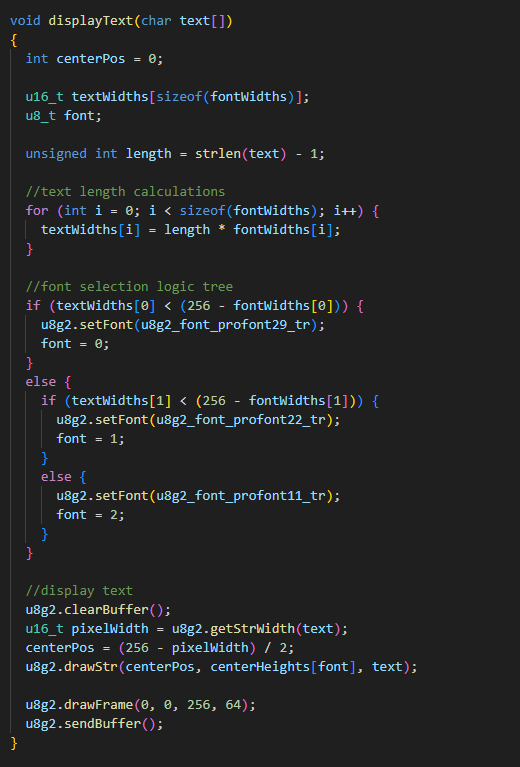 void displayText(char text[])
{
  int centerPos = 0;

  u16_t textWidths[sizeof(fontWidths)];
  u8_t font;

  unsigned int length = strlen(text) - 1;

  //text length calculations
  for (int i = 0; i < sizeof(fontWidths); i++) {
    textWidths[i] = length * fontWidths[i];
  }

  //font selection logic tree
  if (textWidths[0] < (256 - fontWidths[0])) {
    u8g2.setFont(u8g2_font_profont29_tr);
    font = 0;
  }
  else {
    if (textWidths[1] < (256 - fontWidths[1])) {
      u8g2.setFont(u8g2_font_profont22_tr);
      font = 1;
    }
    else {
      u8g2.setFont(u8g2_font_profont11_tr);
      font = 2;
    }
  }

  //display text
  u8g2.clearBuffer();
  u16_t pixelWidth = u8g2.getStrWidth(text);
  centerPos = (256 - pixelWidth) / 2;
  u8g2.drawStr(centerPos, centerHeights[font], text);

  u8g2.drawFrame(0, 0, 256, 64);
  u8g2.sendBuffer();
}